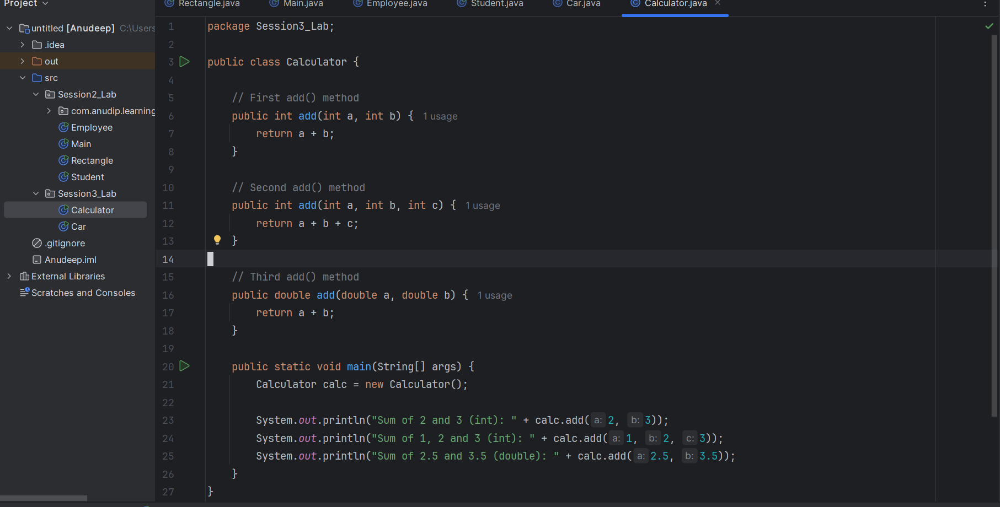 Project
Rectangle.java Main.java Employee.java Student.java Car.java Calculator.java
untitled [Anudeep] C:\Users
.idea
out
src
Session2_Lab
com.anudip.learning
Employee
Main
Rectangle
Student
Session3_Lab
Calculator
Car
.gitignore
Anudeep.iml
External Libraries
Scratches and Consoles
1 package Session3_Lab;
2
3 public class Calculator {
4
5 // First add() method
6 public int add(int a, int b) { 1 usage
7 return a + b;
8 }
9
10 // Second add() method
11 public int add(int a, int b, int c) { 1 usage
12 return a + b + c;
13 }
14
15 // Third add() method
16 public double add(double a, double b) { 1 usage
17 return a + b;
18 }
19
20 public static void main(String[] args) {
21 Calculator calc = new Calculator();
22
23 System.out.println("Sum of 2 and 3 (int): " + calc.add( a: 2, b: 3));
24 System.out.println("Sum of 1, 2 and 3 (int): " + calc.add( a: 1, b: 2, c: 3));
25 System.out.println("Sum of 2.5 and 3.5 (double): " + calc.add( a: 2.5, b: 3.5));
26 }
27 }